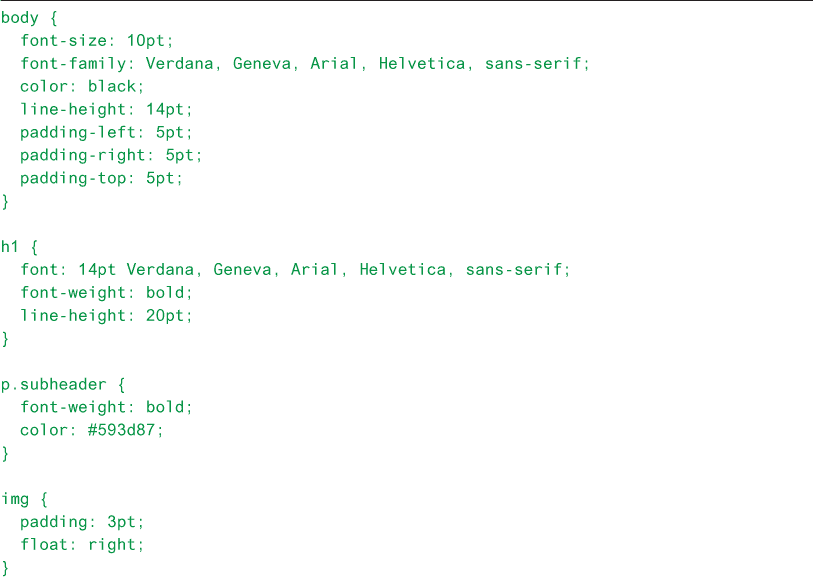 body {
  font-size: 10pt;
  font-family: Verdana, Geneva, Arial, Helvetica, sans-serif;
  color: black;
  line-height: 14pt;
  padding-left: 5pt;
  padding-right: 5pt;
  padding-top: 5pt;
}

h1 {
  font: 14pt Verdana, Geneva, Arial, Helvetica, sans-serif;
  font-weight: bold;
  line-height: 20pt;
}

p.subheader {
  font-weight: bold;
  color: #593d87;
}

img {
  padding: 3pt;
  float: right;
}